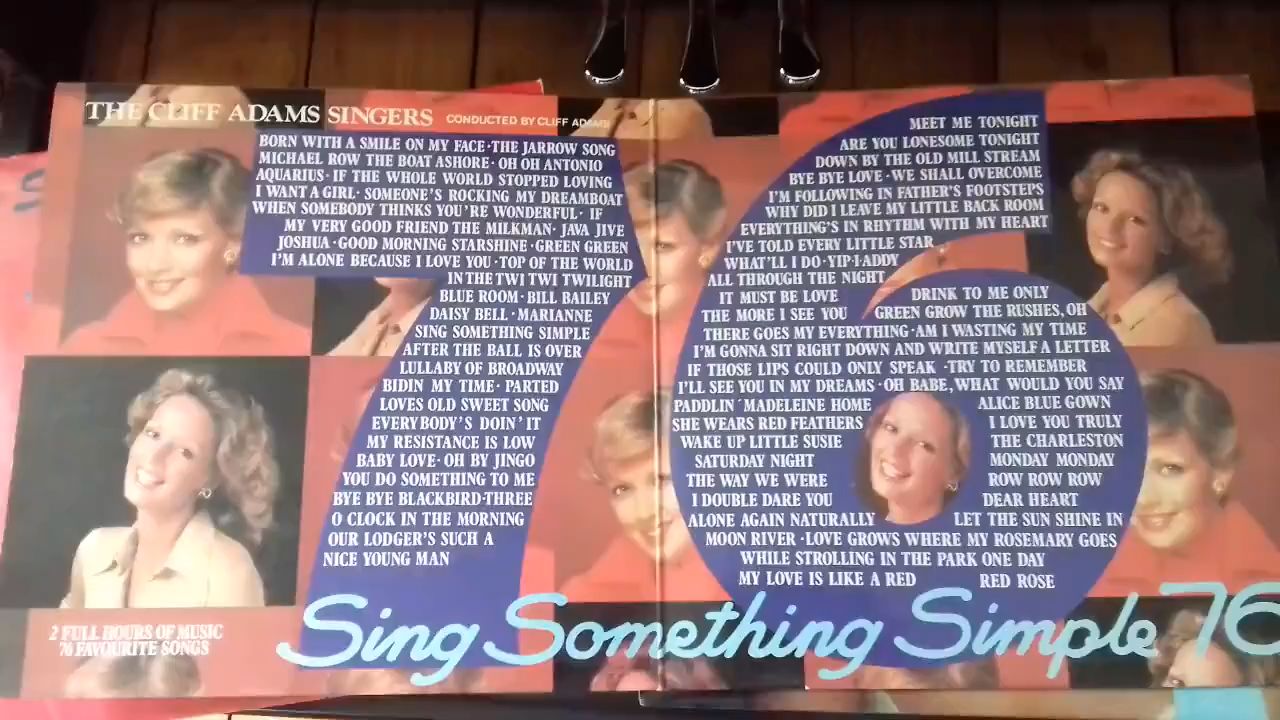 THE CLIFF ADAMS SINGERS CONDUCTED BY CLIFF ADAMS
BORN WITH A SMILE ON MY FACE·THE JARROW SONG
MICHAEL ROW THE BOAT ASHORE· OH OH ANTONIO
AQUARIUS· IF THE WHOLE WORLD STOPPED LOVING
I WANT A GIRL· SOMEONE'S ROCKING MY DREAMBOAT
WHEN SOMEBODY THINKS YOU'RE WONDERFUL· IF
MY VERY GOOD FRIEND THE MILKMAN· JAVA JIVE
JOSHUA·GOOD MORNING STARSHINE·GREEN GREEN
I'M ALONE BECAUSE I LOVE YOU·TOP OF THE WORLD
IN THE TWI TWI TWILIGHT
BLUE ROOM· BILL BAILEY
DAISY BELL·MARIANNE
SING SOMETHING SIMPLE
AFTER THE BALL IS OVER
LULLABY OF BROADWAY
BIDIN MY TIME· PARTED
LOVES OLD SWEET SONG
EVERYBODY'S DOIN' IT
MY RESISTANCE IS LOW
BABY LOVE·OH BY JINGO
YOU DO SOMETHING TO ME
BYE BYE BLACKBIRD·THREE
O CLOCK IN THE MORNING
OUR LODGER'S SUCH A
NICE YOUNG MAN
MEET ME TONIGHT
ARE YOU LONESOME TONIGHT
DOWN BY THE OLD MILL STREAM
BYE BYE LOVE·WE SHALL OVERCOME
I'M FOLLOWING IN FATHER'S FOOTSTEPS
WHY DID I LEAVE MY LITTLE BACK ROOM
EVERYTHING'S IN RHYTHM WITH MY HEART
I'VE TOLD EVERY LITTLE STAR
WHAT'LL I DO·YIP·I·ADDY
ALL THROUGH THE NIGHT
IT MUST BE LOVE DRINK TO ME ONLY
THE MORE I SEE YOU GREEN GROW THE RUSHES, OH
THERE GOES MY EVERYTHING·AM I WASTING MY TIME
I'M GONNA SIT RIGHT DOWN AND WRITE MYSELF A LETTER
IF THOSE LIPS COULD ONLY SPEAK ·TRY TO REMEMBER
I'LL SEE YOU IN MY DREAMS·OH BABE, WHAT WOULD YOU SAY
PADDLIN' MADELEINE HOME ALICE BLUE GOWN
SHE WEARS RED FEATHERS I LOVE YOU TRULY
WAKE UP LITTLE SUSIE THE CHARLESTON
SATURDAY NIGHT MONDAY MONDAY
THE WAY WE WERE ROW ROW ROW
I DOUBLE DARE YOU DEAR HEART
ALONE AGAIN NATURALLY LET THE SUN SHINE IN
MOON RIVER ·LOVE GROWS WHERE MY ROSEMARY GOES
WHILE STROLLING IN THE PARK ONE DAY
MY LOVE IS LIKE A RED RED ROSE
2 FULL HOURS OF MUSIC
76 FAVOURITE SONGS
Sing Something Simple 76